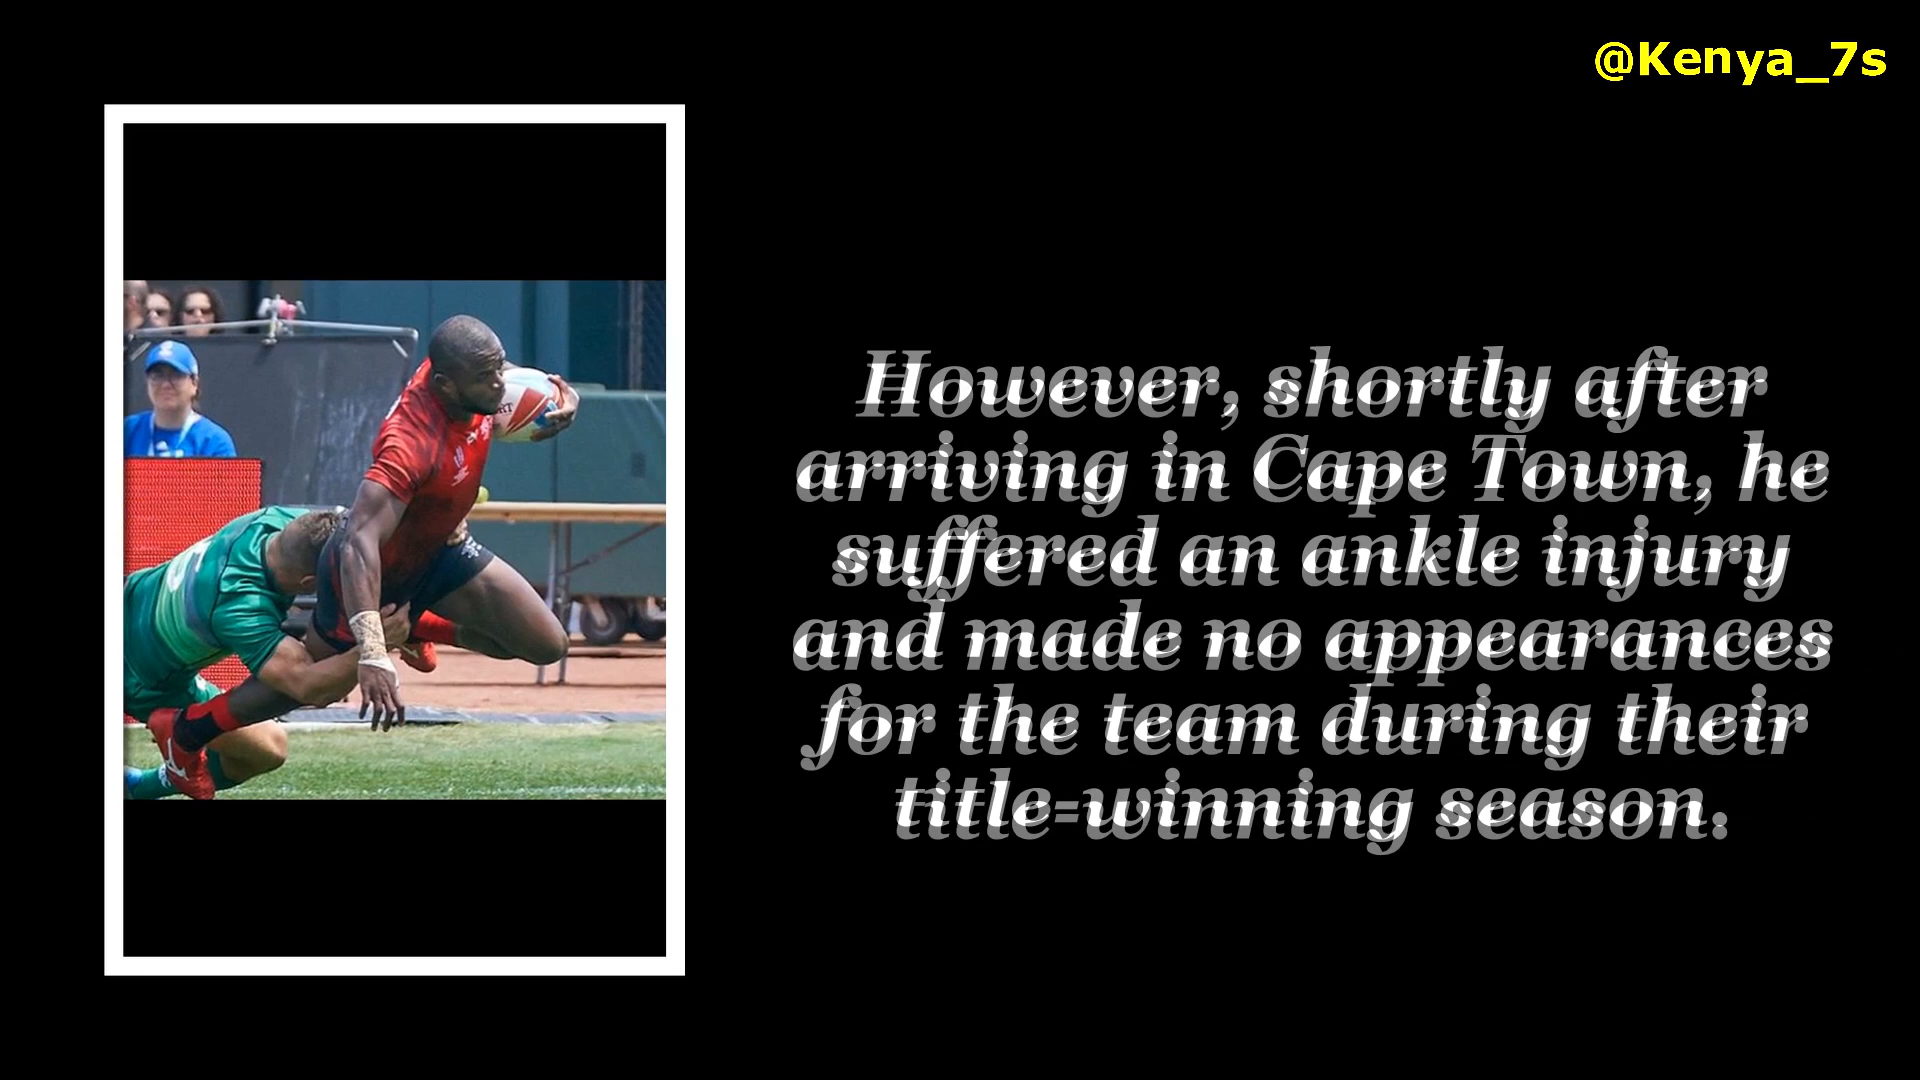 @Kenya_7s
However, shortly after
arriving in Cape Town, he
suffered an ankle injury
and made no appearances
for the team during their
title-winning season.